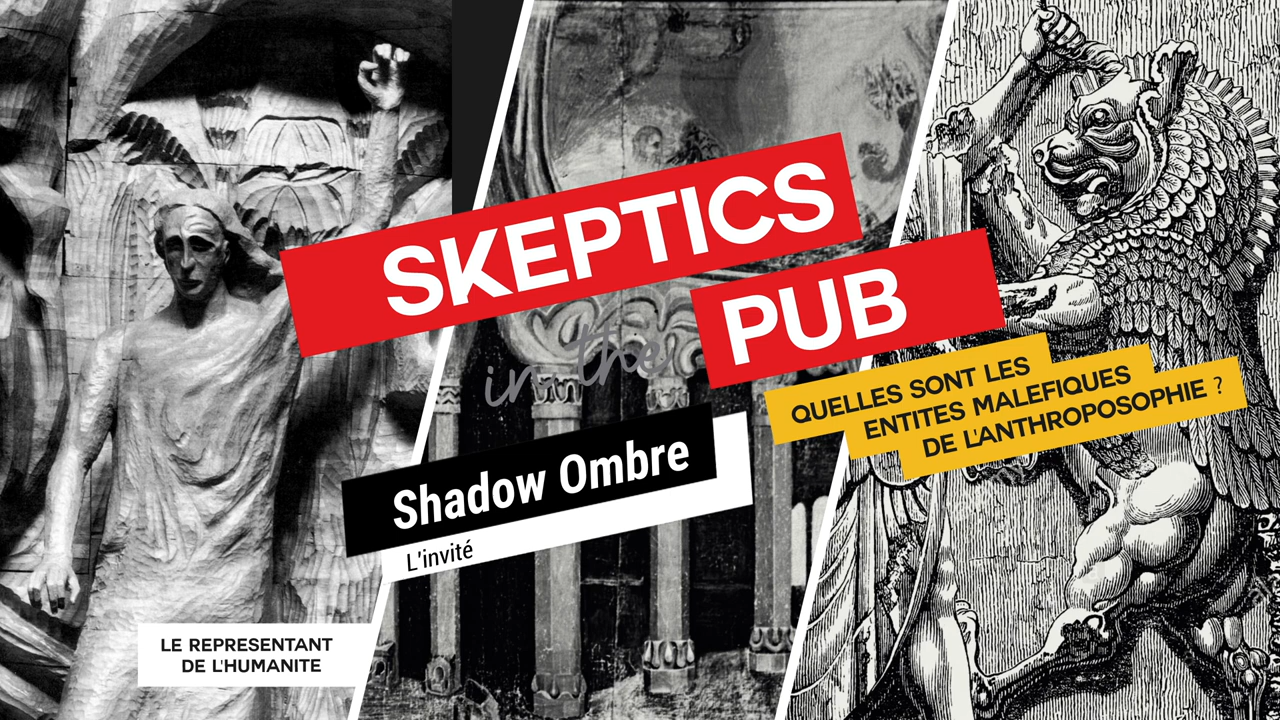 SKEPTICS
in the
PUB
QUELLES SONT LES
ENTITES MALEFIQUES
DE L'ANTHROPOSOPHIE ?
Shadow Ombre
L'invité
LE REPRESENTANT
DE L'HUMANITE